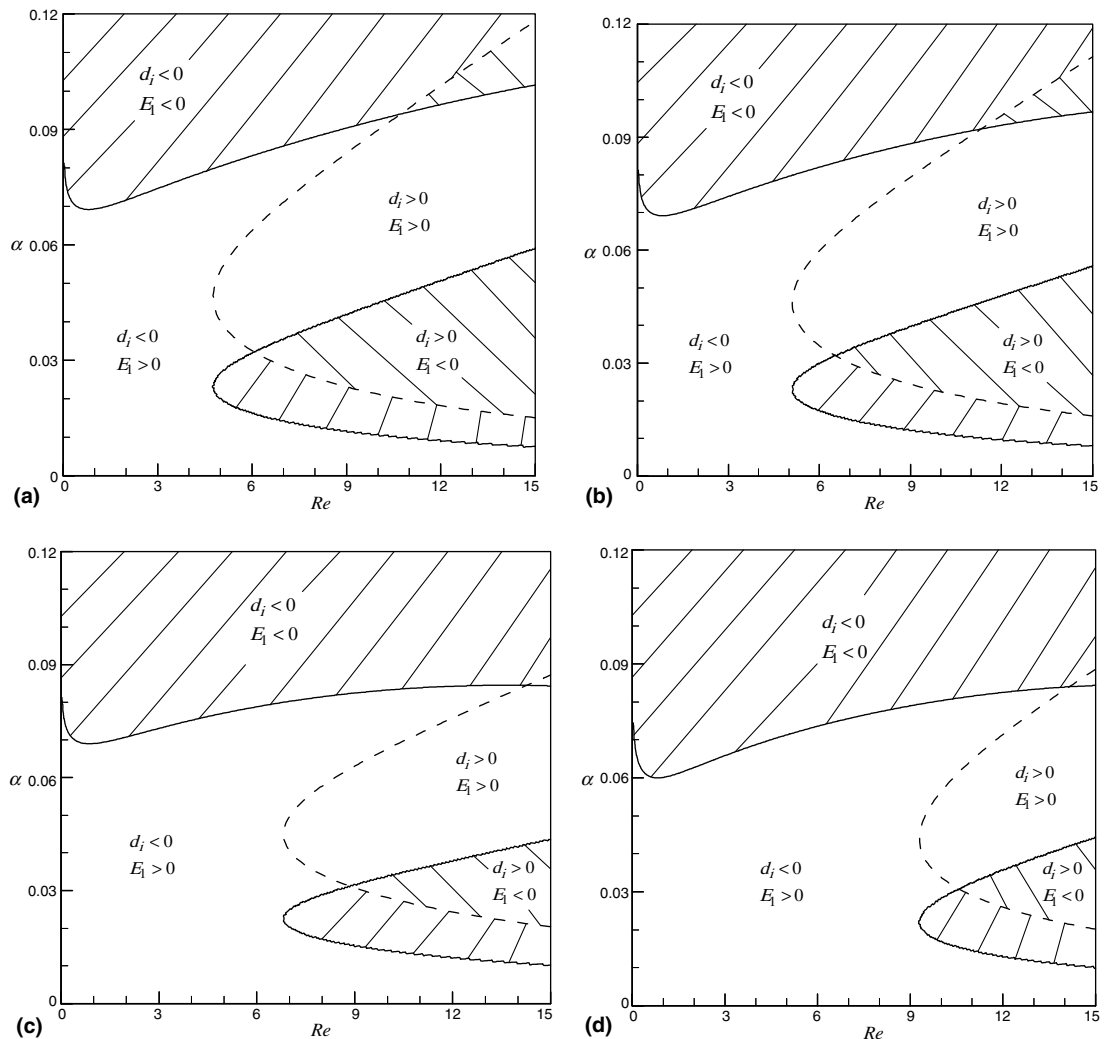 0.12
0.09
0.06
0.03
0
α
d_i < 0
E_1 < 0
d_i > 0
E_1 > 0
d_i < 0
E_1 > 0
d_i > 0
E_1 < 0
0 3 6 9 12 15
Re
(a)
0.12
0.09
0.06
0.03
0
α
d_i < 0
E_1 < 0
d_i > 0
E_1 > 0
d_i < 0
E_1 > 0
d_i > 0
E_1 < 0
0 3 6 9 12 15
Re
(b)
0.12
0.09
0.06
0.03
0
α
d_i < 0
E_1 < 0
d_i > 0
E_1 > 0
d_i < 0
E_1 > 0
d_i > 0
E_1 < 0
0 3 6 9 12 15
Re
(c)
0.12
0.09
0.06
0.03
0
α
d_i < 0
E_1 < 0
d_i > 0
E_1 > 0
d_i < 0
E_1 > 0
d_i > 0
E_1 < 0
0 3 6 9 12 15
Re
(d)